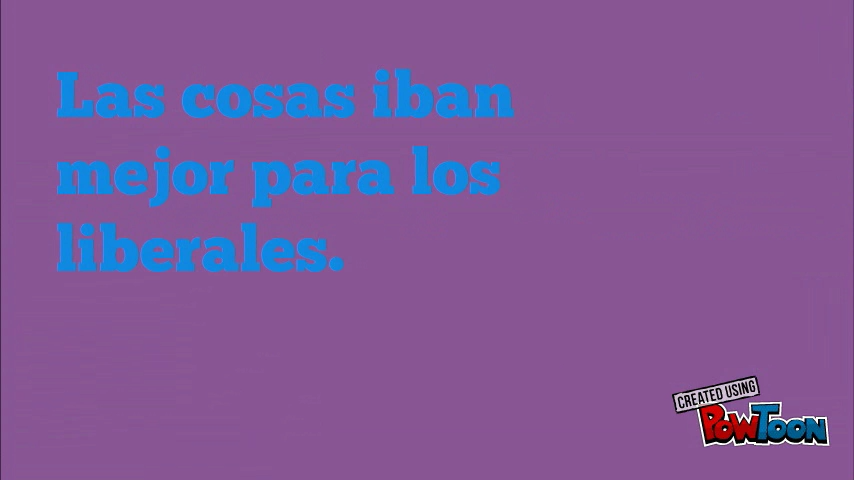 Las cosas iban
mejor para los
liberales.
CREATED USING
POWTOON